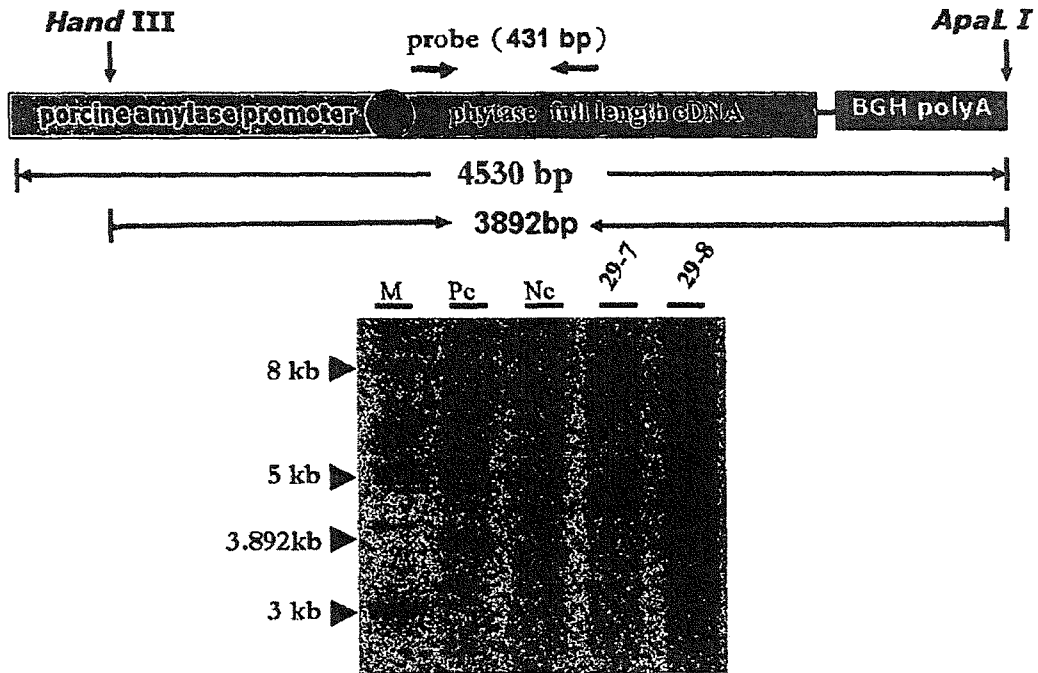 Hand III
ApaL I
probe (431 bp)
porcine amylase promoter
phytase full length cDNA
BGH polyA
4530 bp
3892bp
M Pc Nc 29-7 29-8
8 kb
5 kb
3.892kb
3 kb